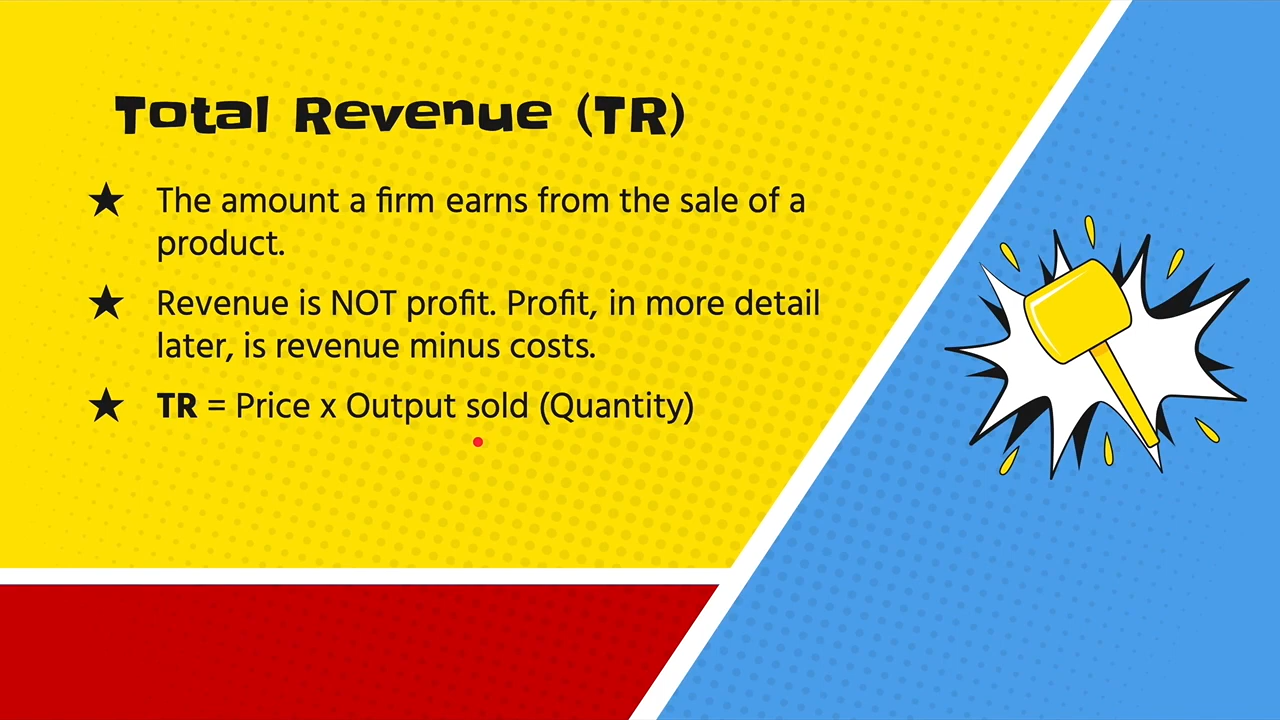 Total Revenue (TR)
★ The amount a firm earns from the sale of a
product.
★ Revenue is NOT profit. Profit, in more detail
later, is revenue minus costs.
★ TR = Price x Output sold (Quantity)